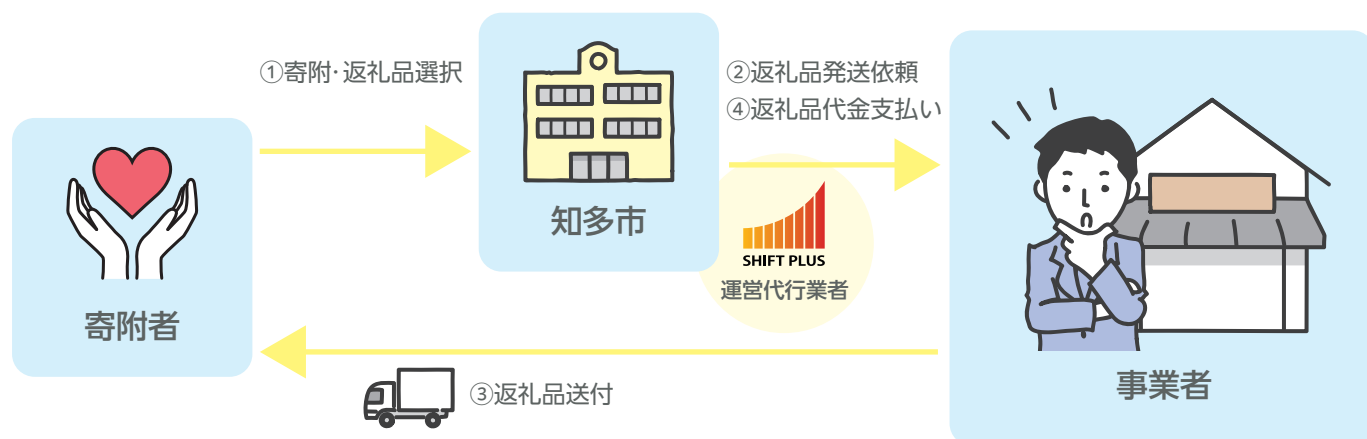 ①寄附・返礼品選択
知多市
②返礼品発送依頼
④返礼品代金支払い
SHIFT PLUS
運営代行業者
寄附者
③返礼品送付
事業者